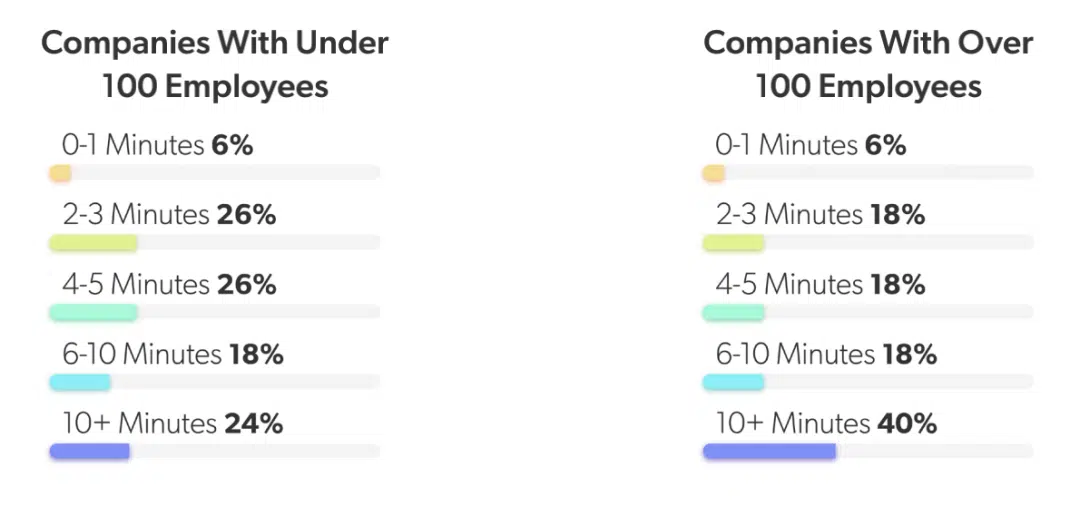 Companies With Under
100 Employees
0-1 Minutes 6%
2-3 Minutes 26%
4-5 Minutes 26%
6-10 Minutes 18%
10+ Minutes 24%
Companies With Over
100 Employees
0-1 Minutes 6%
2-3 Minutes 18%
4-5 Minutes 18%
6-10 Minutes 18%
10+ Minutes 40%